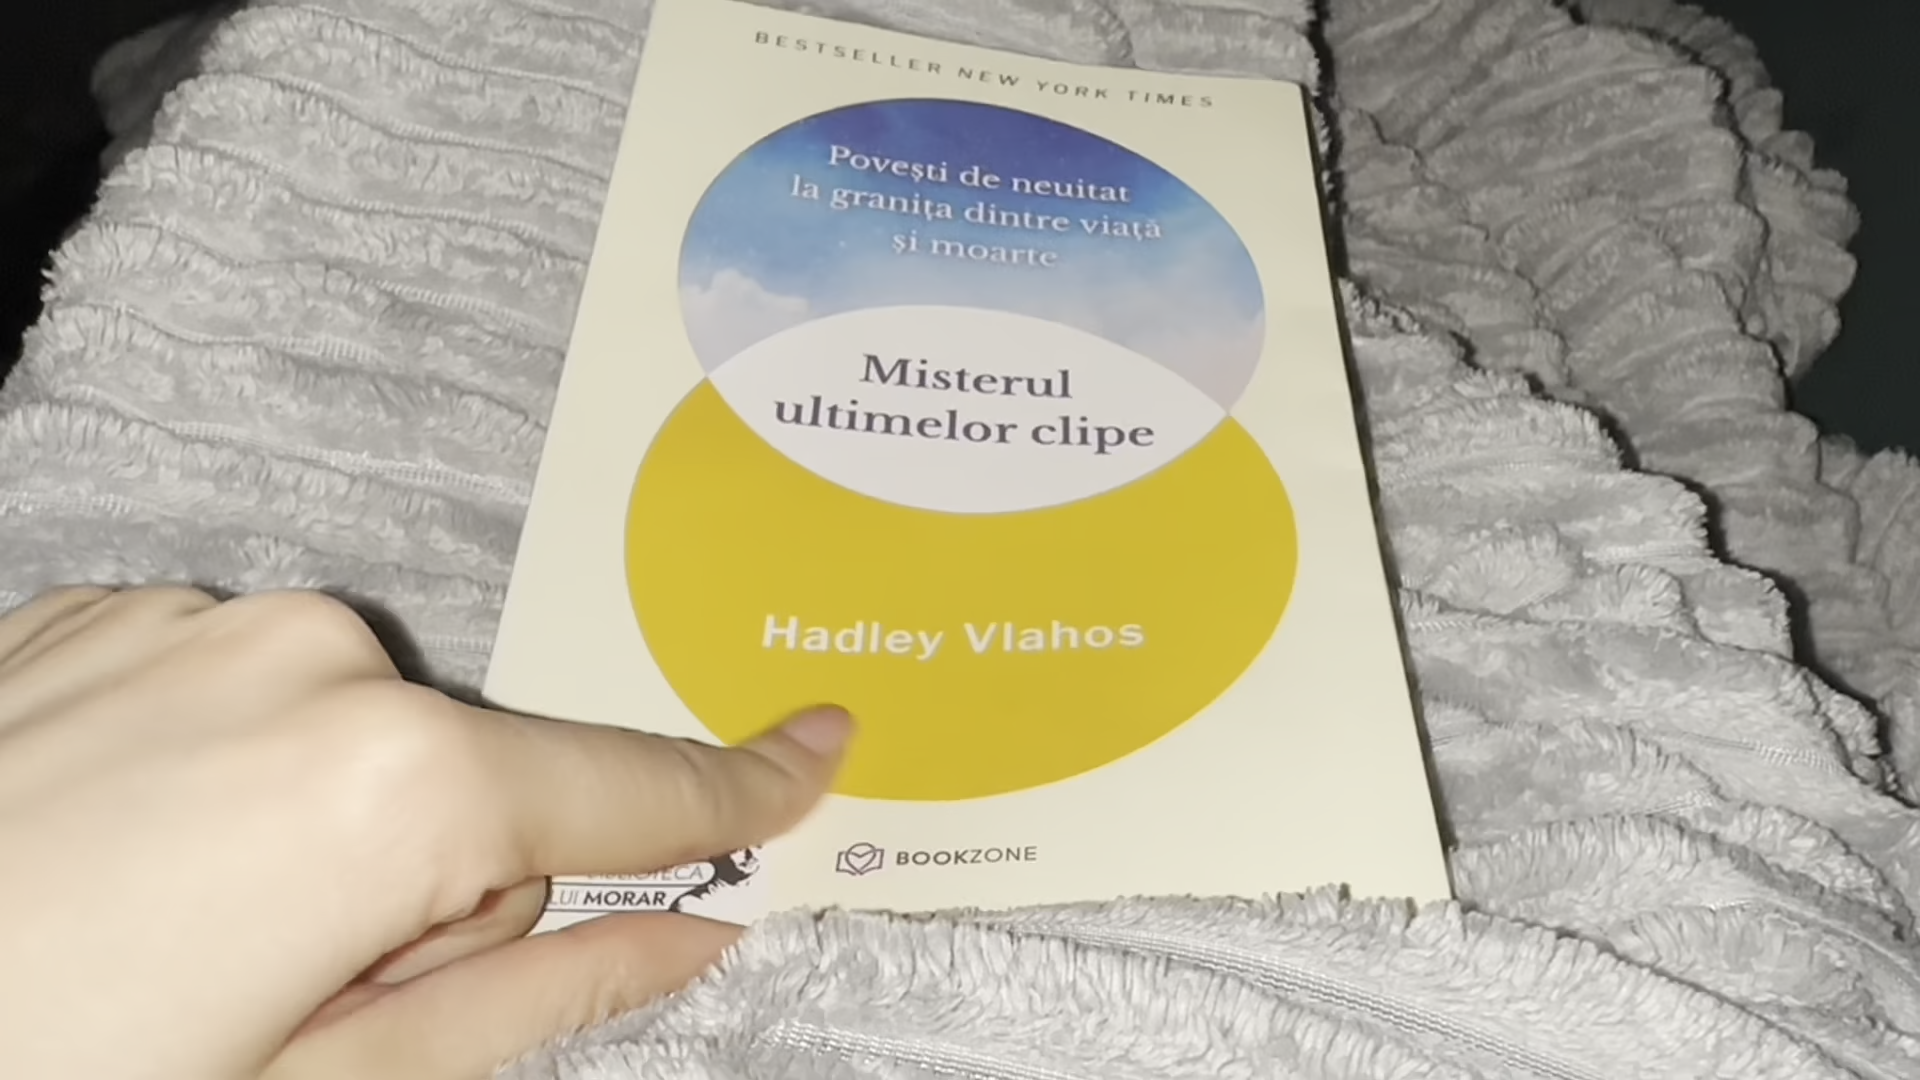 BESTSELLER NEW YORK TIMES
Povești de neuitat
la granița dintre viață
și moarte
Misterul
ultimelor clipe
Hadley Vlahos
BOOKZONE
BIBLIOTECA
LUI MORAR